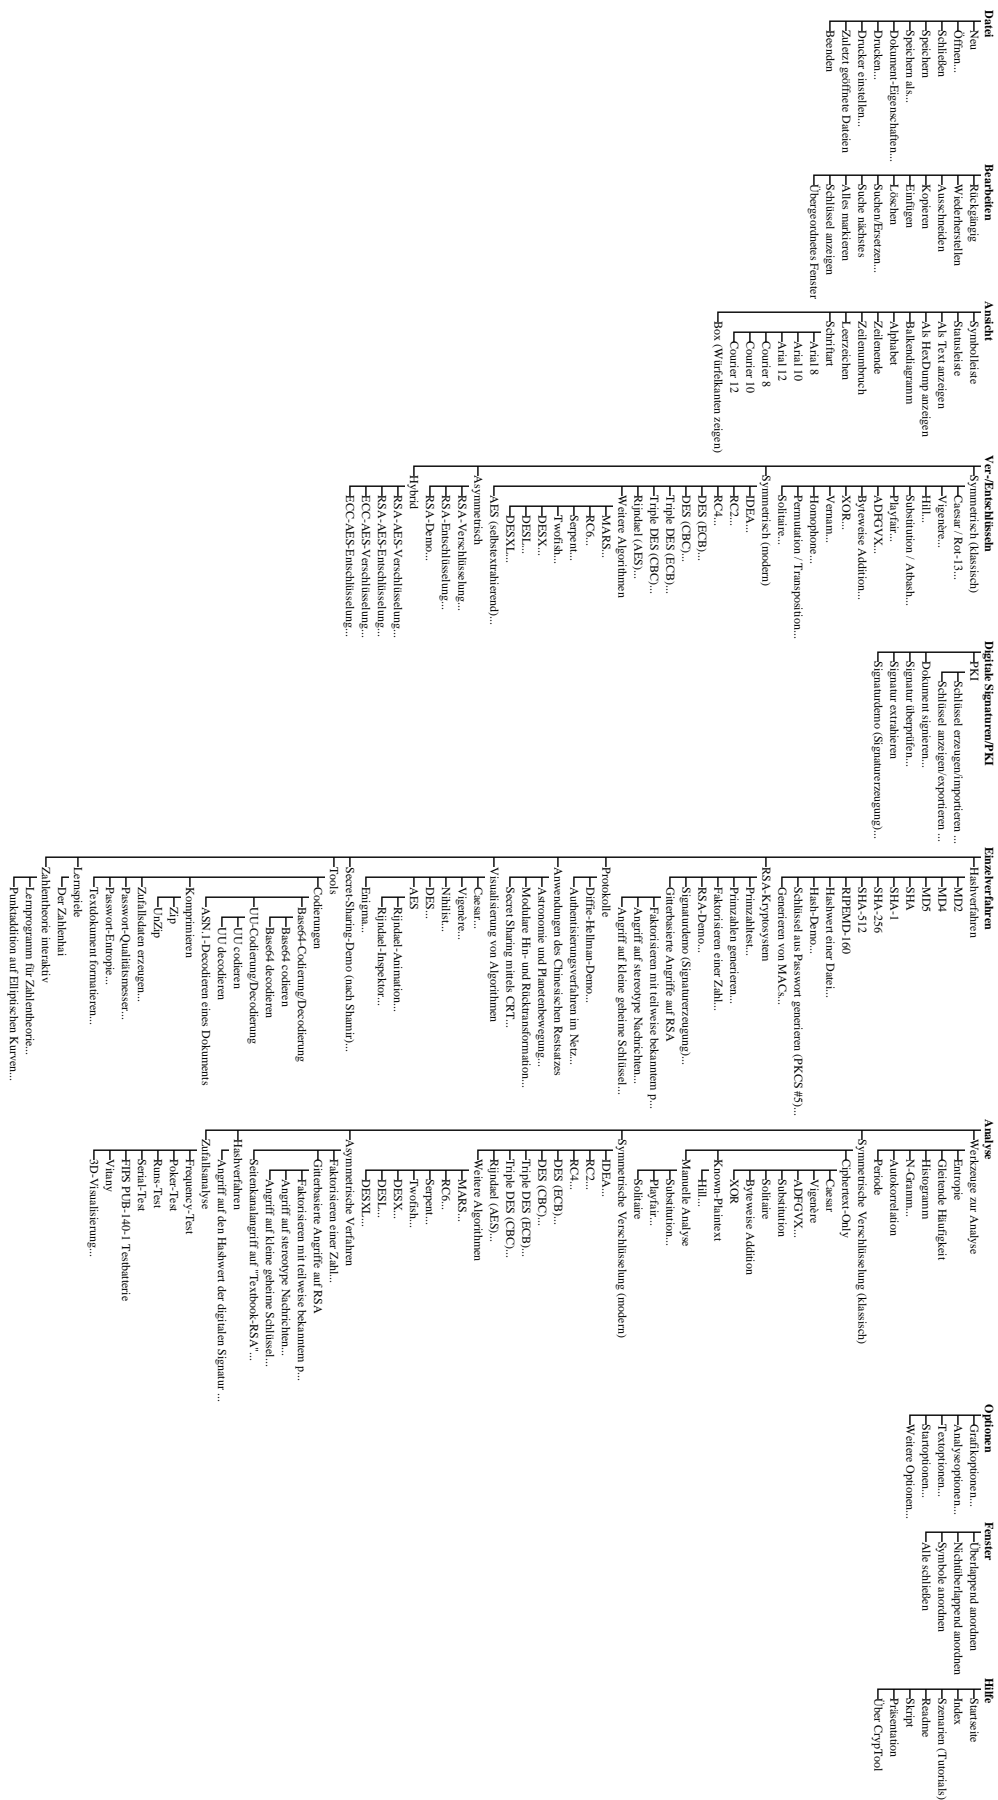 Datei
Neu
Öffnen...
Schließen
Speichern
Speichern als...
Dokument-Eigenschaften...
Drucken...
Drucker einstellen...
Zuletzt geöffnete Dateien
Beenden
Bearbeiten
Rückgängig
Wiederherstellen
Ausschneiden
Kopieren
Einfügen
Löschen
Suchen/Ersetzen...
Suche nächstes
Alles markieren
Schlüssel anzeigen
Übergeordnetes Fenster
Ansicht
Symbolleiste
Statusleiste
Als Text anzeigen
Als HexDump anzeigen
Balkendiagramm
Alphabet
Zeilenende
Zeilenumbruch
Leerzeichen
Schriftart
Arial 8
Arial 10
Arial 12
Courier 8
Courier 10
Courier 12
Box (Würfelkanten zeigen)
Ver-/Entschlüsseln
Symmetrisch (klassisch)
Caesar / Rot-13...
Vigenère...
Hill...
Substitution / Atbash...
Playfair...
ADFGVX...
Byteweise Addition...
XOR...
Vernam...
Homophone...
Permutation / Transposition...
Solitaire...
Symmetrisch (modern)
IDEA...
RC2...
RC4...
DES (ECB)...
DES (CBC)...
Triple DES (ECB)...
Triple DES (CBC)...
Rijndael (AES)...
Weitere Algorithmen
MARS...
RC6...
Serpent...
Twofish...
DESX...
DESL...
DESXL...
AES (selbstextrahierend)...
Asymmetrisch
RSA-Verschlüsselung...
RSA-Entschlüsselung...
RSA-Demo...
Hybrid
RSA-AES-Verschlüsselung...
RSA-AES-Entschlüsselung...
ECC-AES-Verschlüsselung...
ECC-AES-Entschlüsselung...
Digitale Signaturen/PKI
PKI
Schlüssel erzeugen/importieren ...
Schlüssel anzeigen/exportieren ...
Dokument signieren...
Signatur überprüfen...
Signatur extrahieren
Signaturdemo (Signaturerzeugung)...
Einzelverfahren
Hashverfahren
MD2
MD4
MD5
SHA
SHA-1
SHA-256
SHA-512
RIPEMD-160
Hashwert einer Datei...
Hash-Demo...
Schlüssel aus Passwort generieren (PKCS #5)...
Generieren von MACs...
RSA-Kryptosystem
Primzahltest...
Primzahlen generieren...
Faktorisieren einer Zahl...
RSA-Demo...
Signaturdemo (Signaturerzeugung)...
Gitterbasierte Angriffe auf RSA
Faktorisieren mit teilweise bekanntem p...
Angriff auf stereotype Nachrichten...
Angriff auf kleine geheime Schlüssel...
Protokolle
Diffie-Hellman-Demo...
Authentisierungsverfahren im Netz...
Anwendungen des Chinesischen Restsatzes
Astronomie und Planetenbewegung...
Modulare Hin- und Rücktransformation...
Secret Sharing mittels CRT...
Visualisierung von Algorithmen
Caesar...
Vigenère...
Nihilist...
DES...
AES
Rijndael-Animation...
Rijndael-Inspektor...
Enigma...
Secret-Sharing-Demo (nach Shamir)...
Tools
Codierungen
Base64-Codierung/Decodierung
Base64 codieren
Base64 decodieren
UU-Codierung/Decodierung
UU codieren
UU decodieren
ASN.1-Decodieren eines Dokuments
Komprimieren
Zip
UnZip
Zufallsdaten erzeugen...
Passwort-Qualitätsmesser...
Passwort-Entropie...
Textdokument formatieren...
Lernspiele
Der Zahlenhai
Zahlentheorie interaktiv
Lernprogramm für Zahlentheorie...
Punktaddition auf Elliptischen Kurven...
Analyse
Werkzeuge zur Analyse
Entropie
Gleitende Häufigkeit
Histogramm
N-Gramm...
Autokorrelation
Periode
Symmetrische Verschlüsselung (klassisch)
Ciphertext-Only
Caesar
Vigenère
ADFGVX...
Substitution
Solitaire
Byteweise Addition
XOR
Known-Plaintext
Hill...
Manuelle Analyse
Substitution...
Playfair...
Solitaire
Symmetrische Verschlüsselung (modern)
IDEA...
RC2...
RC4...
DES (ECB)...
DES (CBC)...
Triple DES (ECB)...
Triple DES (CBC)...
Rijndael (AES)...
Weitere Algorithmen
MARS...
RC6...
Serpent...
Twofish...
DESX...
DESL...
DESXL...
Asymmetrische Verfahren
Faktorisieren einer Zahl...
Gitterbasierte Angriffe auf RSA
Faktorisieren mit teilweise bekanntem p...
Angriff auf stereotype Nachrichten...
Angriff auf kleine geheime Schlüssel...
Seitenkanalangriff auf "Textbook-RSA" ...
Hashverfahren
Angriff auf den Hashwert der digitalen Signatur ...
Zufallsanalyse
Frequency-Test
Poker-Test
Runs-Test
Serial-Test
FIPS PUB-140-1 Testbatterie
Vitany
3D-Visualisierung...
Optionen
Grafikoptionen...
Analyseoptionen...
Textoptionen...
Startoptionen...
Weitere Optionen...
Fenster
Überlappend anordnen
Nichtüberlappend anordnen
Symbole anordnen
Alle schließen
Hilfe
Startseite
Index
Szenarien (Tutorials)
Readme
Skript
Präsentation
Über CrypTool